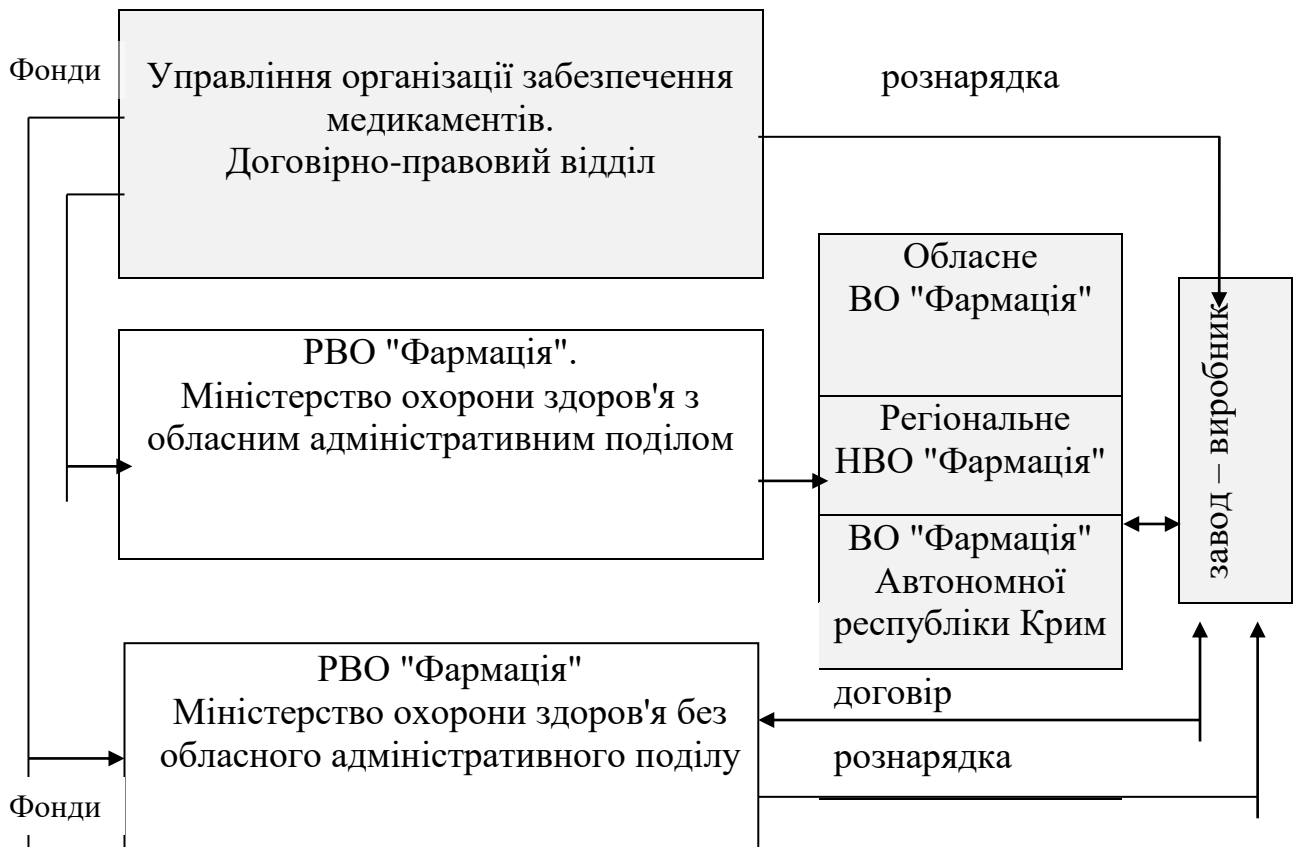 Фонди
Управління організації забезпечення
медикаментів.
Договірно-правовий відділ
рознарядка
Обласне
ВО "Фармація"
Регіональне
НВО "Фармація"
ВО "Фармація"
Автономної
республіки Крим
завод – виробник
РВО "Фармація".
Міністерство охорони здоров'я з
обласним адміністративним поділом
РВО "Фармація"
Міністерство охорони здоров'я без
обласного адміністративного поділу
договір
рознарядка
Фонди